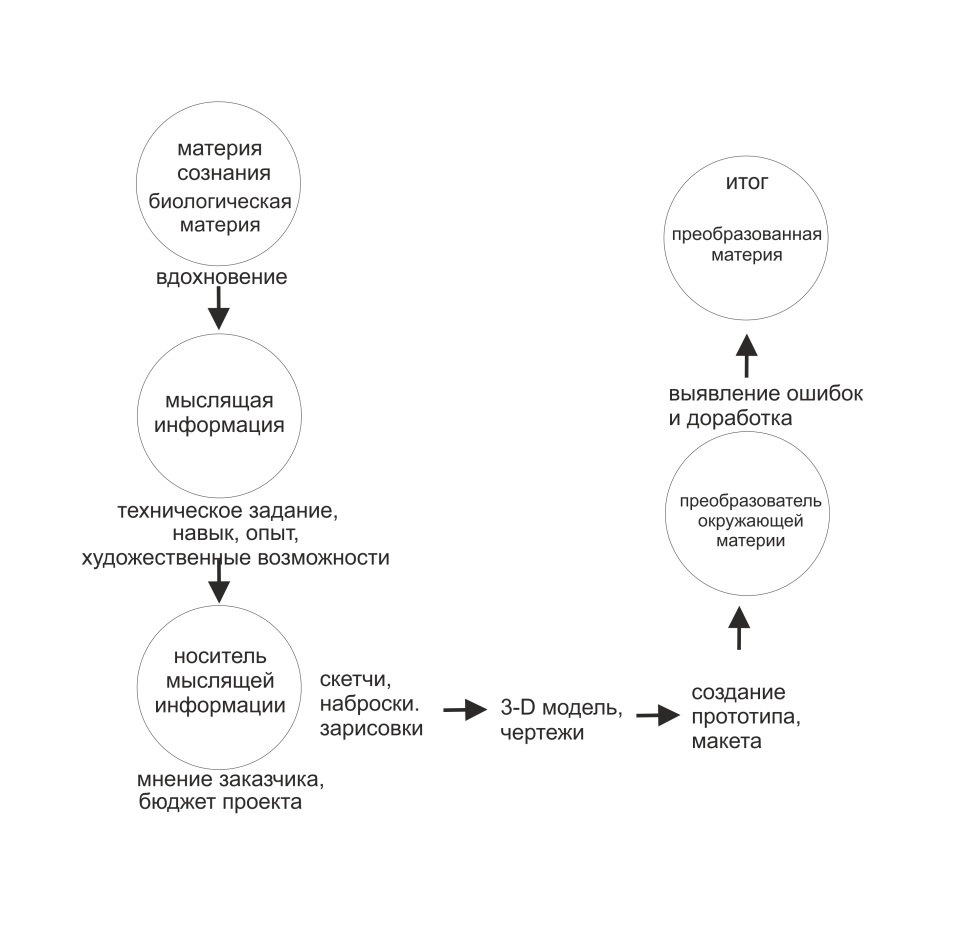 материя
сознания
биологическая
материя
вдохновение
мыслящая
информация
техническое задание,
навык, опыт,
художественные возможности
носитель
мыслящей
информации
мнение заказчика,
бюджет проекта
скетчи,
наброски.
зарисовки
3-D модель,
чертежи
создание
прототипа,
макета
преобразователь
окружающей
материи
выявление ошибок
и доработка
итог
преобразованная
материя